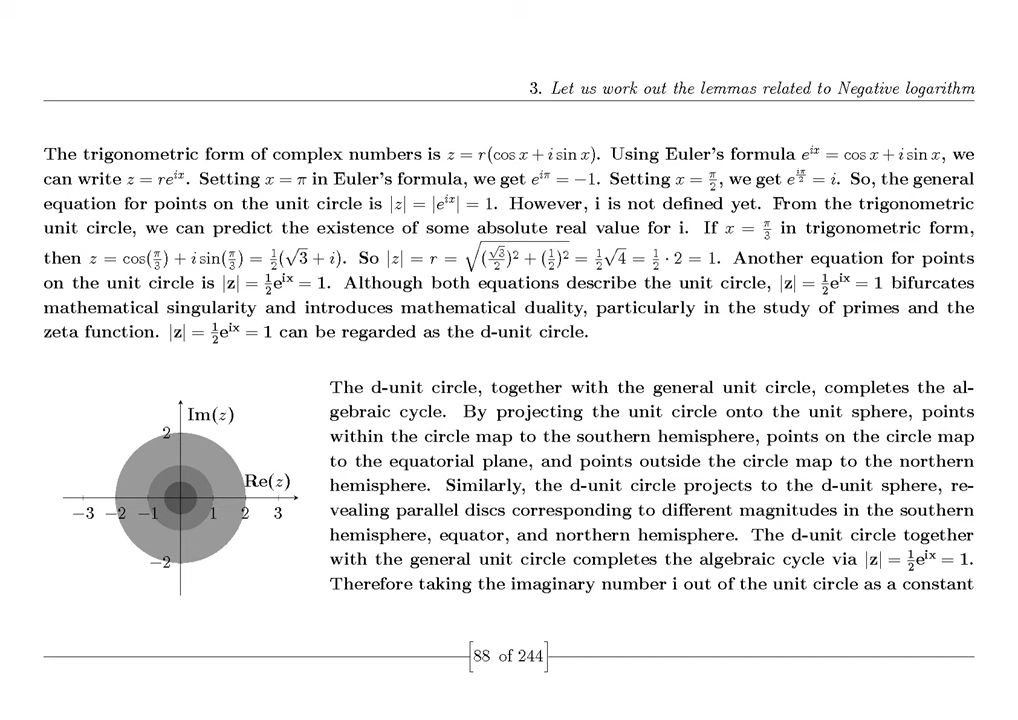 3. Let us work out the lemmas related to Negative logarithm
The trigonometric form of complex numbers is z = r(cos x + i sin x). Using Euler's formula e^{ix} = cos x + i sin x, we
can write z = re^{ix}. Setting x = π in Euler's formula, we get e^{iπ} = −1. Setting x = π/2, we get e^{iπ/2} = i. So, the general
equation for points on the unit circle is |z| = |e^{ix}| = 1. However, i is not defined yet. From the trigonometric
unit circle, we can predict the existence of some absolute real value for i. If x = π/3 in trigonometric form,
then z = cos(π/3) + i sin(π/3) = 1/2(√3 + i). So |z| = r = √((√3/2)² + (1/2)²) = 1/2√4 = 1/2 · 2 = 1. Another equation for points
on the unit circle is |z| = 1/2 e^{ix} = 1. Although both equations describe the unit circle, |z| = 1/2 e^{ix} = 1 bifurcates
mathematical singularity and introduces mathematical duality, particularly in the study of primes and the
zeta function. |z| = 1/2 e^{ix} = 1 can be regarded as the d-unit circle.
Im(z)
2
Re(z)
−3 −2 −1 1 2 3
−2
The d-unit circle, together with the general unit circle, completes the al-
gebraic cycle. By projecting the unit circle onto the unit sphere, points
within the circle map to the southern hemisphere, points on the circle map
to the equatorial plane, and points outside the circle map to the northern
hemisphere. Similarly, the d-unit circle projects to the d-unit sphere, re-
vealing parallel discs corresponding to different magnitudes in the southern
hemisphere, equator, and northern hemisphere. The d-unit circle together
with the general unit circle completes the algebraic cycle via |z| = 1/2 e^{ix} = 1.
Therefore taking the imaginary number i out of the unit circle as a constant
88 of 244